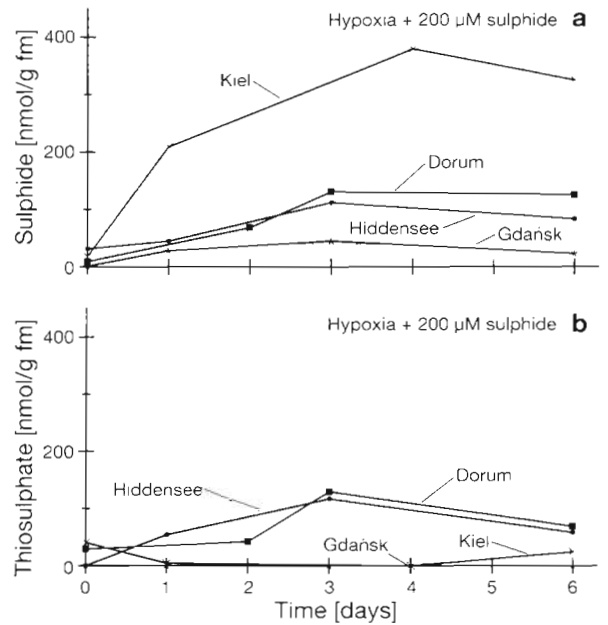 Hypoxia + 200 µM sulphide a
400
200
0
Sulphide [nmol/g fm]
Kiel
Dorum
Hiddensee
Gdańsk
Hypoxia + 200 µM sulphide b
400
200
0
Thiosulphate [nmol/g fm]
Hiddensee
Dorum
Gdańsk
Kiel
0 1 2 3 4 5 6
Time [days]